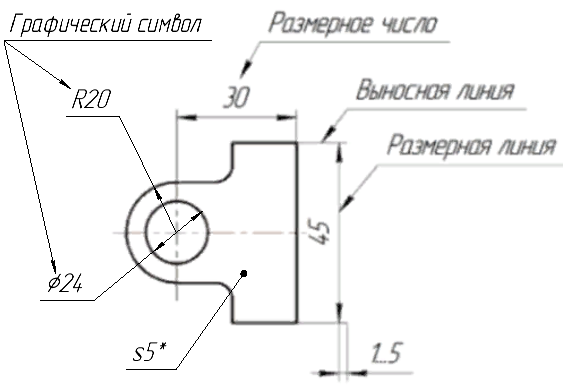 Графический символ
Размерное число
R20
30
Выносная линия
Размерная линия
45
ϕ24
s5*
1...5